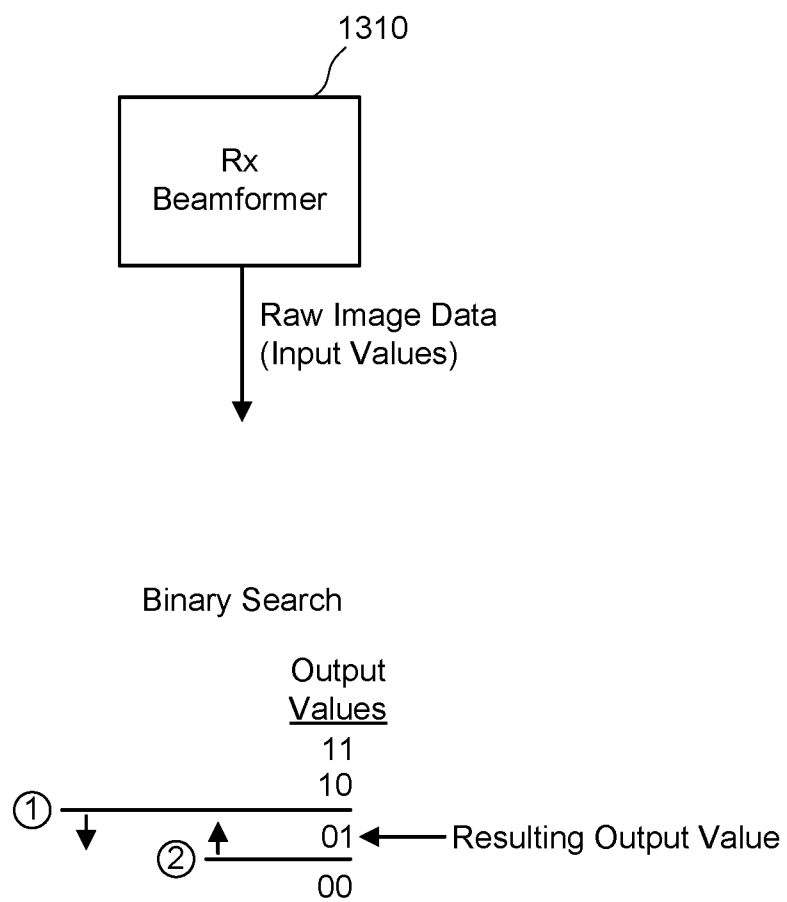 1310
Rx
Beamformer
Raw Image Data
(Input Values)
Binary Search
Output
Values
11
10
1
01
Resulting Output Value
2
00